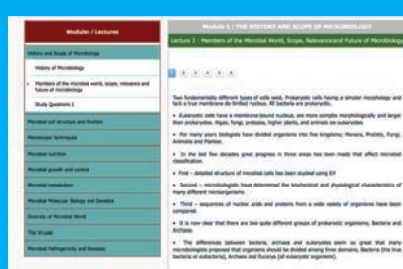 Modules / Lectures
History and Scope of Microbiology
History of Microbiology
Members of the microbial world, scope, relevance and
future of microbiology
Study Questions 1
Microbial cell structure and function
Microscopic techniques
Microbial nutrition
Microbial growth and control
Microbial metabolism
Microbial Molecular Biology and Genetics
Diversity of Microbial World
The Viruses
Microbial Pathogenicity and Diseases
Module 1 : THE HISTORY AND SCOPE OF MICROBIOLOGY
Lecture 2 : Members of the Microbial World, Scope, Relevance and Future of Microbiology
1 2 3 4 5 6
Two fundamentally different types of cells exist. Prokaryotic cells having a simpler morphology and
lack a true membrane de-limited nucleus. All bacteria are prokaryotic.
• Eukaryotic cells have a membrane-bound nucleus; are more complex morphologically and larger
than prokaryotes. Algae, fungi, protozoa, higher plants, and animals are eukaryotes
• For many years biologists have divided organisms into five kingdoms; Monera, Protista, Fungi,
Animalia and Plantae.
• In the last few decades great progress in three areas has been made that affect microbial
classification.
• First – detailed structure of microbial cells has been studied using EM
• Second – microbiologists have determined the biochemical and physiological characteristics of
many different microorganisms.
• Third – sequences of nucleic acids and proteins from a wide variety of organisms have been
compared.
• It is now clear that there are two quite different groups of prokaryotic organisms, Bacteria and
Archaea.
• The differences between bacteria, archaea and eukaryotes seem so great that many
microbiologists proposed that organisms should be divided among three domains, Bacteria (the true
bacteria or eubacteria), Archaea and Eucarya (all eukaryotic organisms).